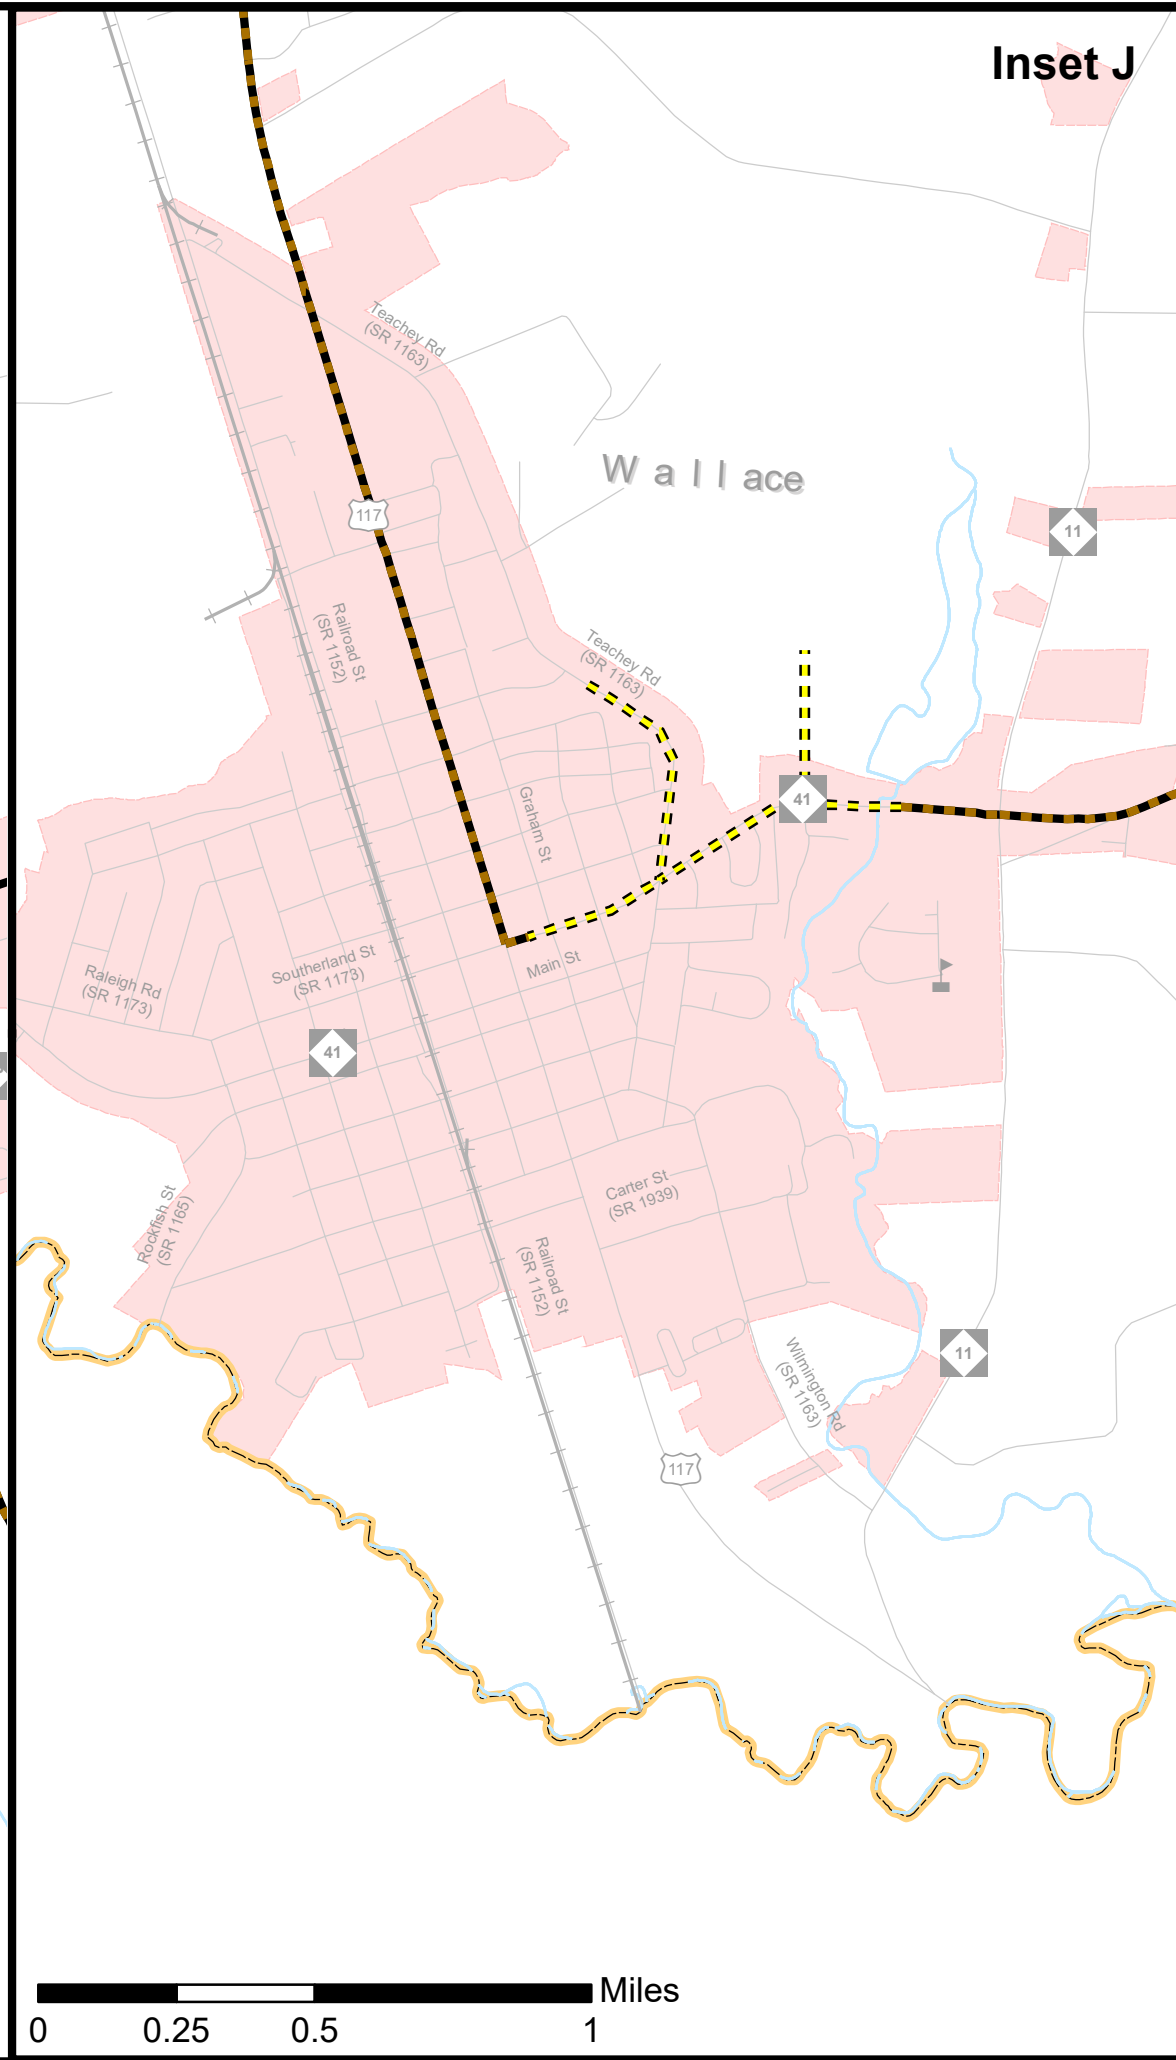 Inset J
Teachey Rd
(SR 1163)
W a l l ace
117
11
Railroad St
(SR 1152)
Teachey Rd
(SR 1163)
41
Graham St
Main St
Southerland St
(SR 1173)
Raleigh Rd
(SR 1173)
41
Carter St
(SR 1939)
Rockfish St
(SR 1165)
Railroad St
(SR 1152)
11
Wilmington Rd
(SR 1163)
117
Miles
0 0.25 0.5 1